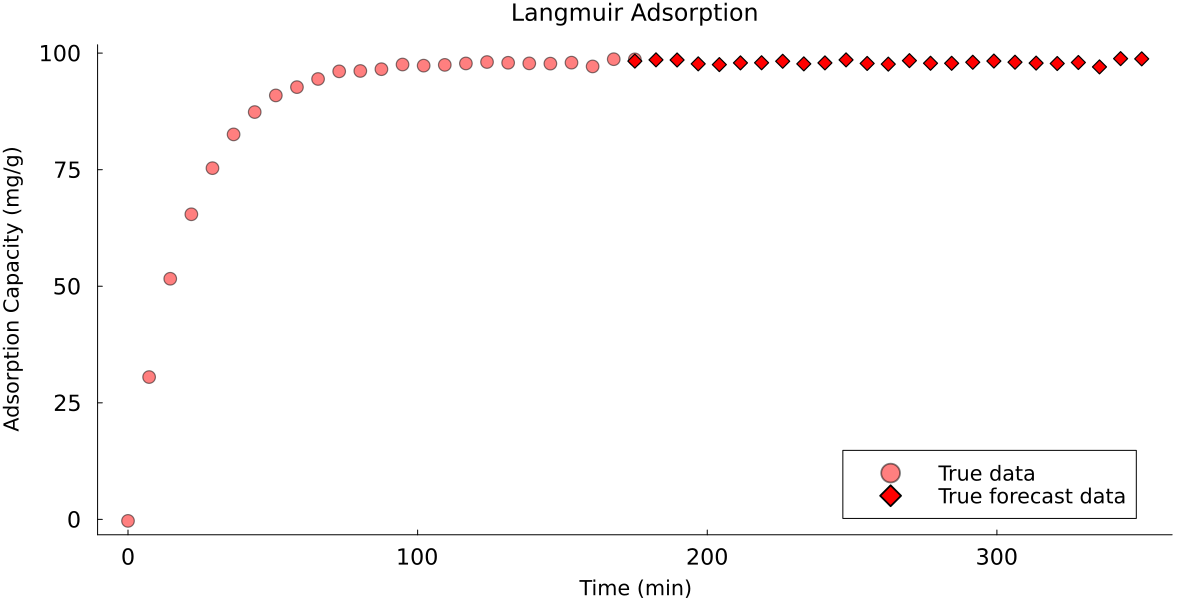 Langmuir Adsorption
Adsorption Capacity (mg/g)
100
75
50
25
0
0 100 200 300
Time (min)
True data
True forecast data